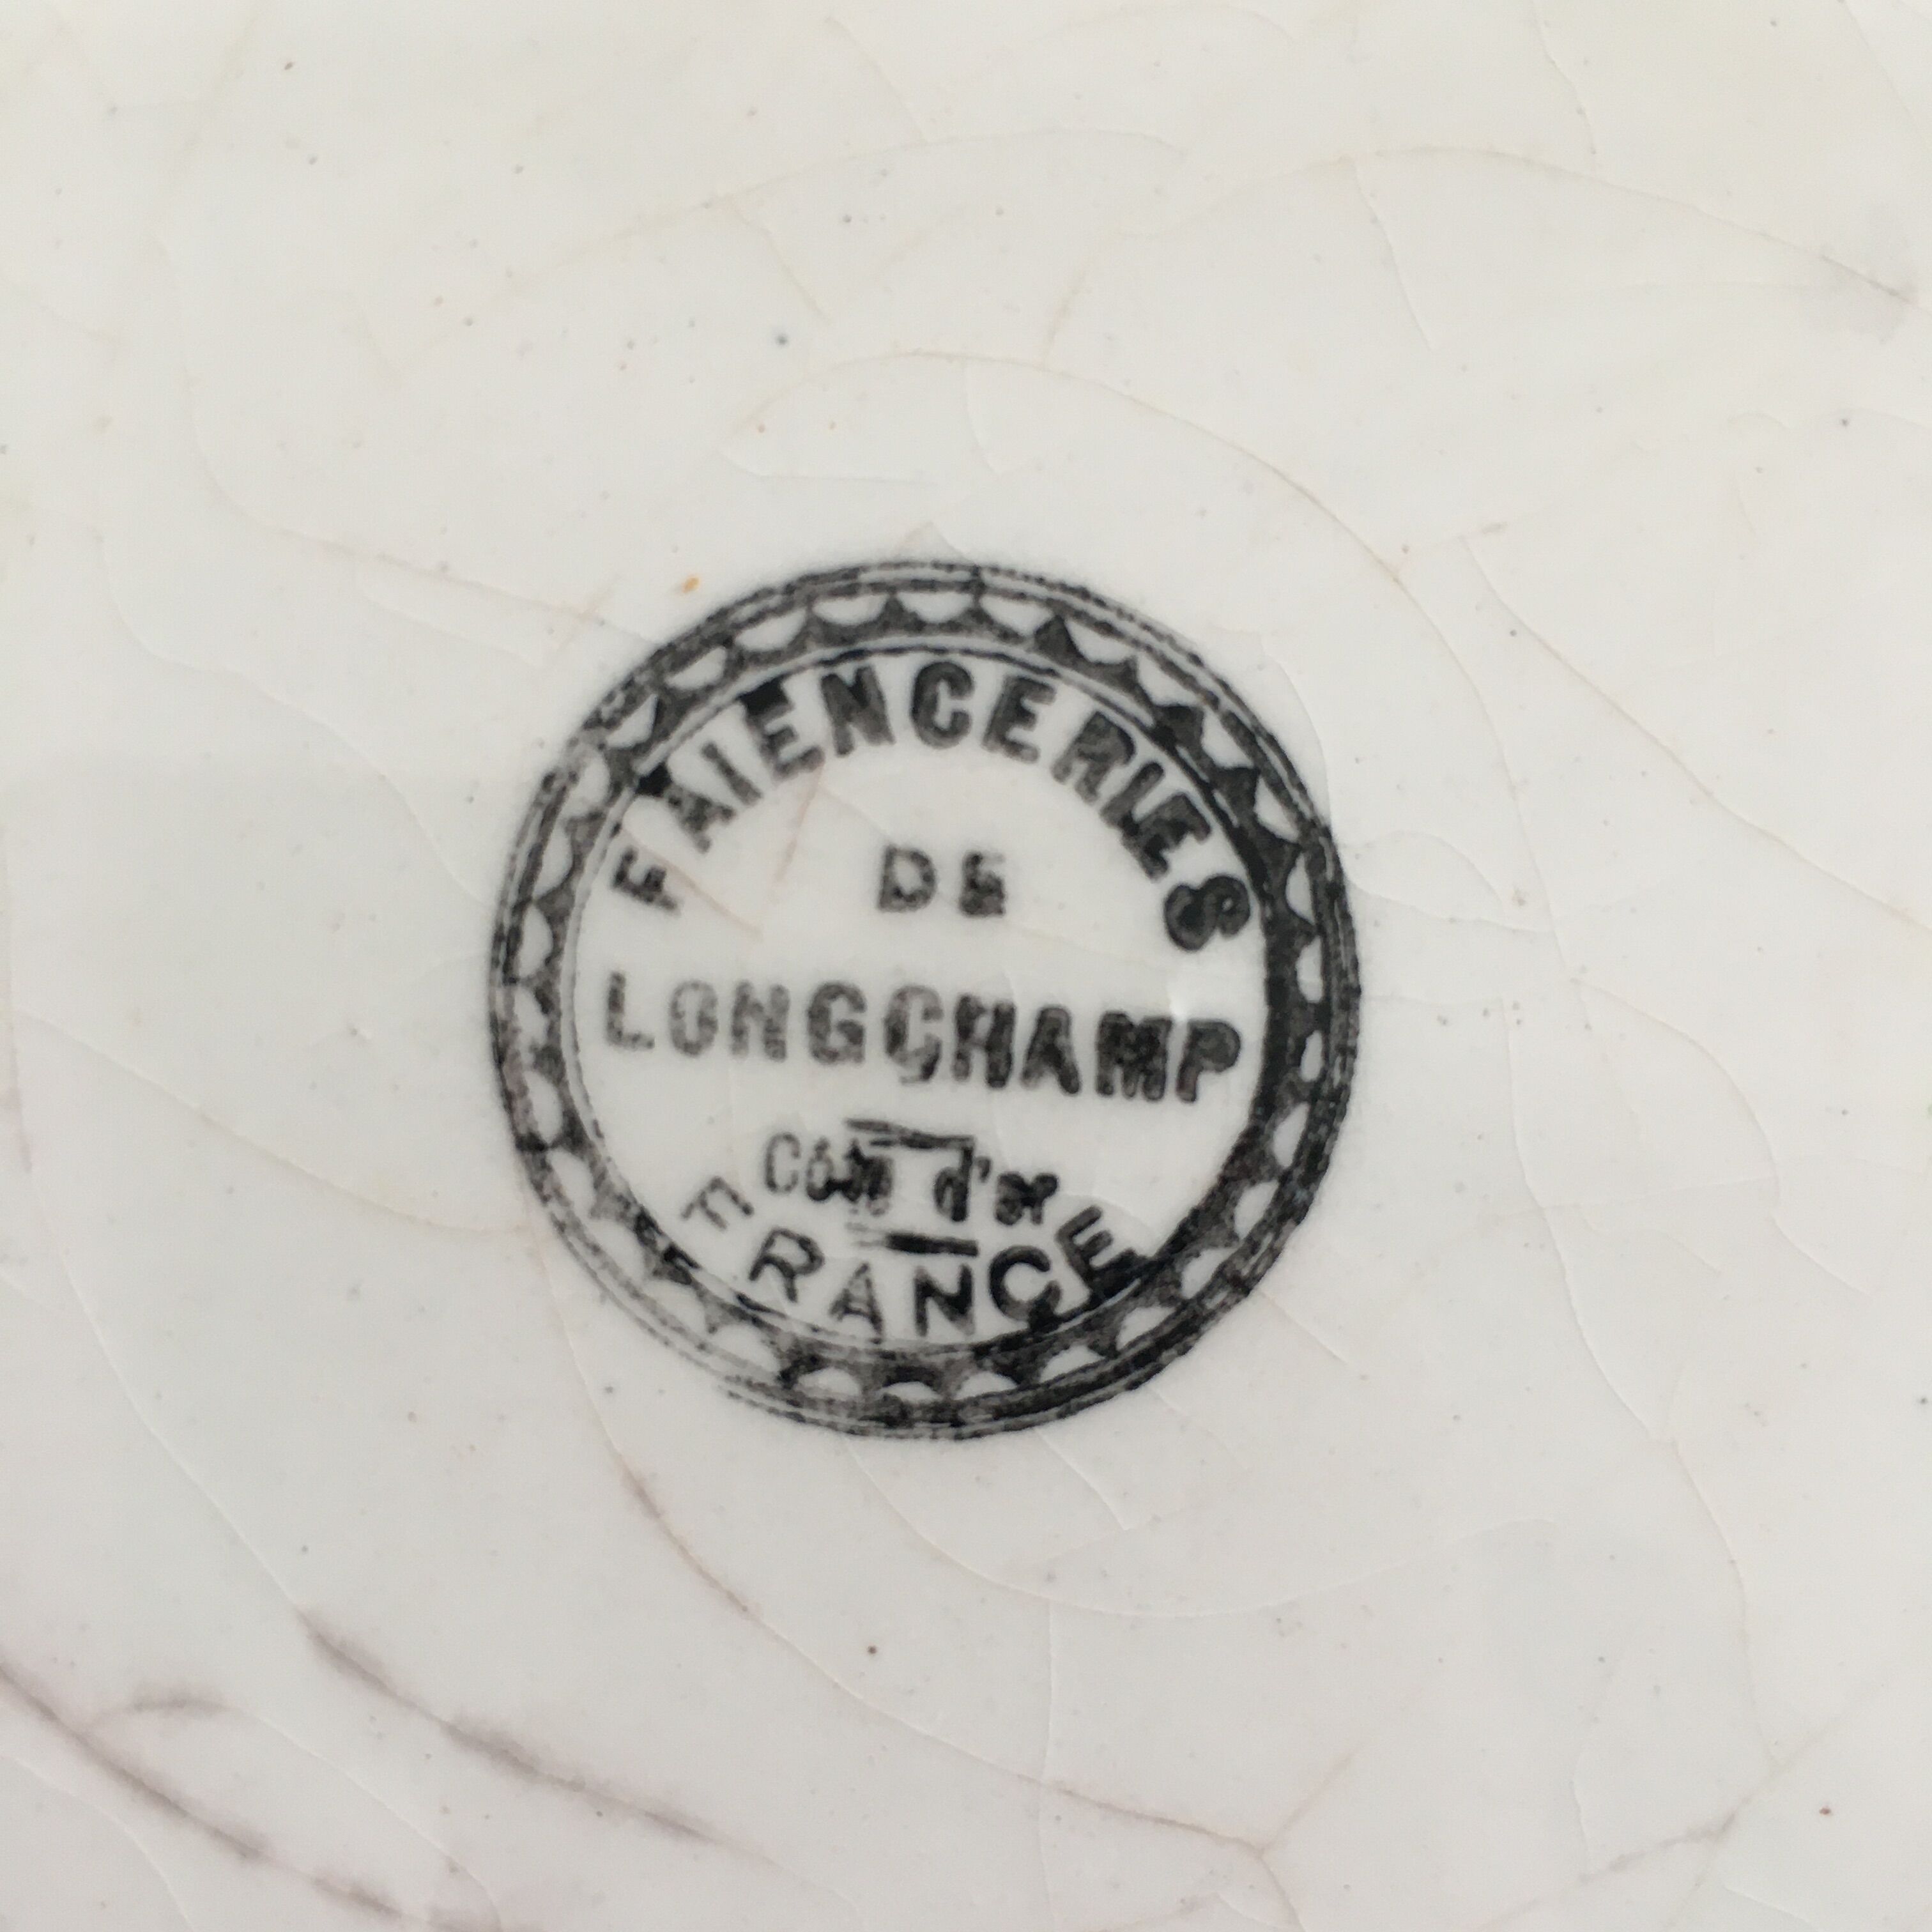 FAIENCERIES
DE
LONGCHAMP
Côte d'or
FRANCE